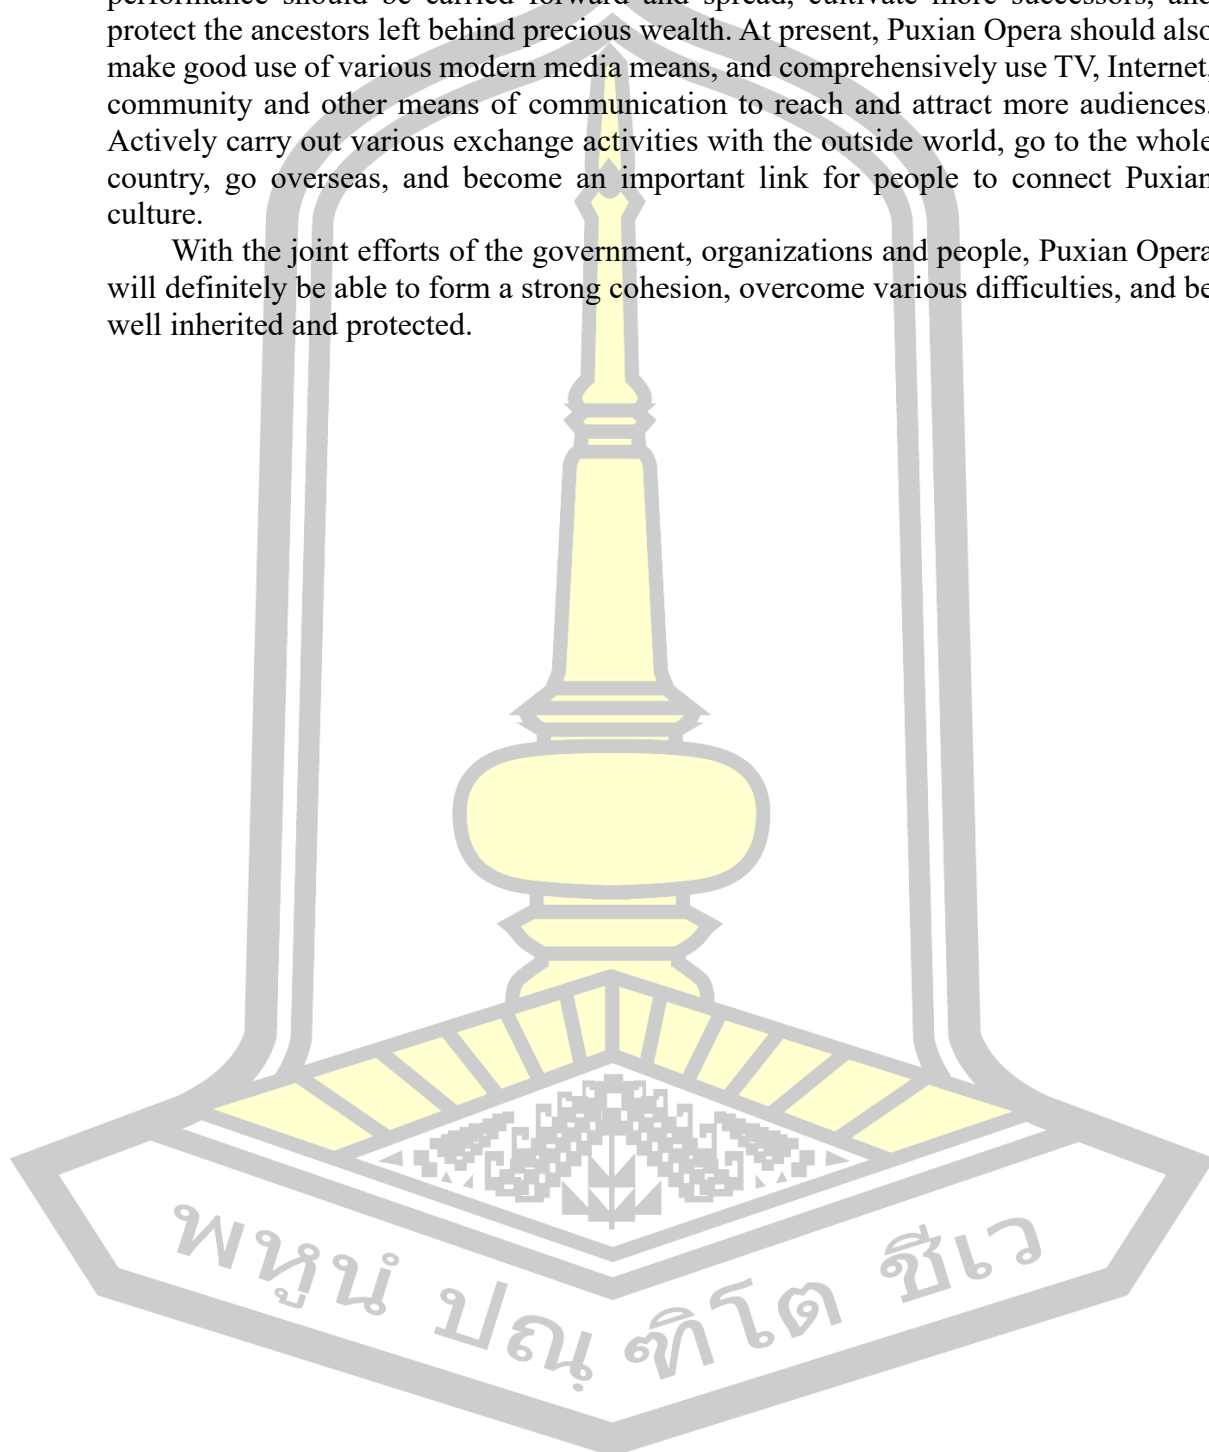 performance should be carried forward and spread, cultivate more successors, and
protect the ancestors left behind precious wealth. At present, Puxian Opera should also
make good use of various modern media means, and comprehensively use TV, Internet,
community and other means of communication to reach and attract more audiences.
Actively carry out various exchange activities with the outside world, go to the whole
country, go overseas, and become an important link for people to connect Puxian
culture.
With the joint efforts of the government, organizations and people, Puxian Opera
will definitely be able to form a strong cohesion, overcome various difficulties, and be
well inherited and protected.
พหูนํ ปณฺ ฑิโต ชีเว